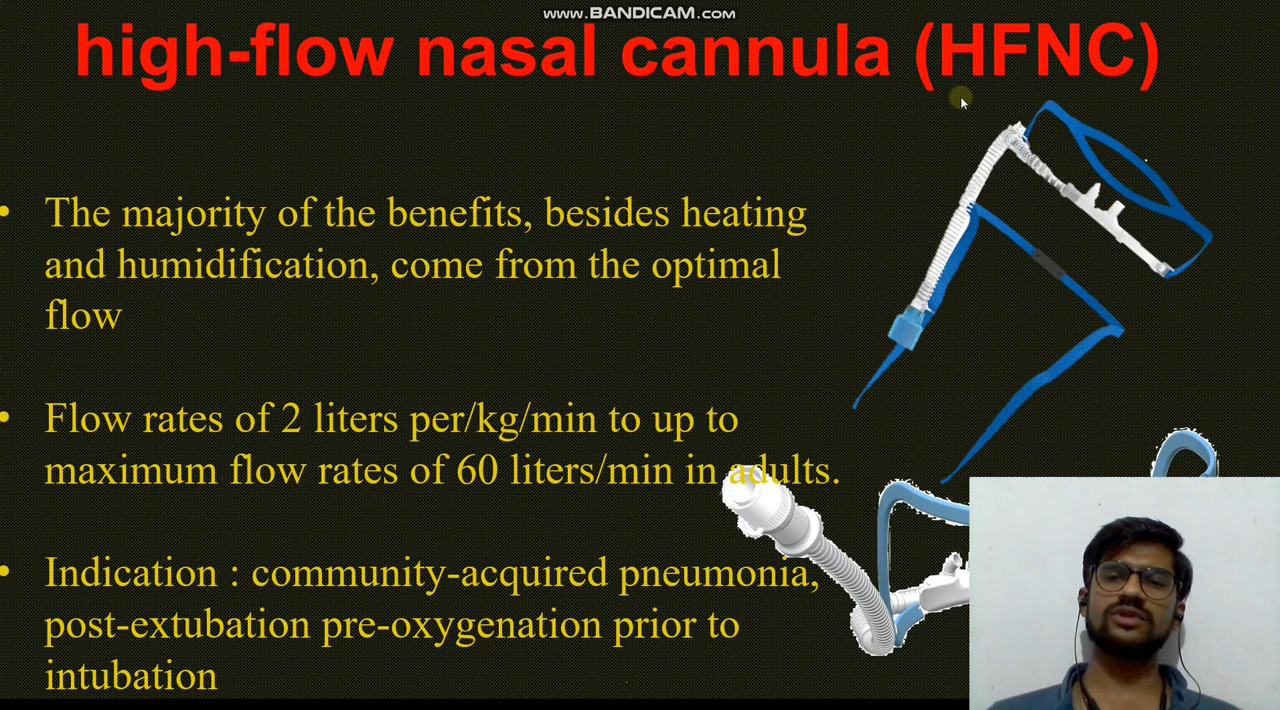 www.BANDICAM.com
high-flow nasal cannula (HFNC)
• The majority of the benefits, besides heating
and humidification, come from the optimal
flow
• Flow rates of 2 liters per/kg/min to up to
maximum flow rates of 60 liters/min in adults.
• Indication : community-acquired pneumonia,
post-extubation pre-oxygenation prior to
intubation